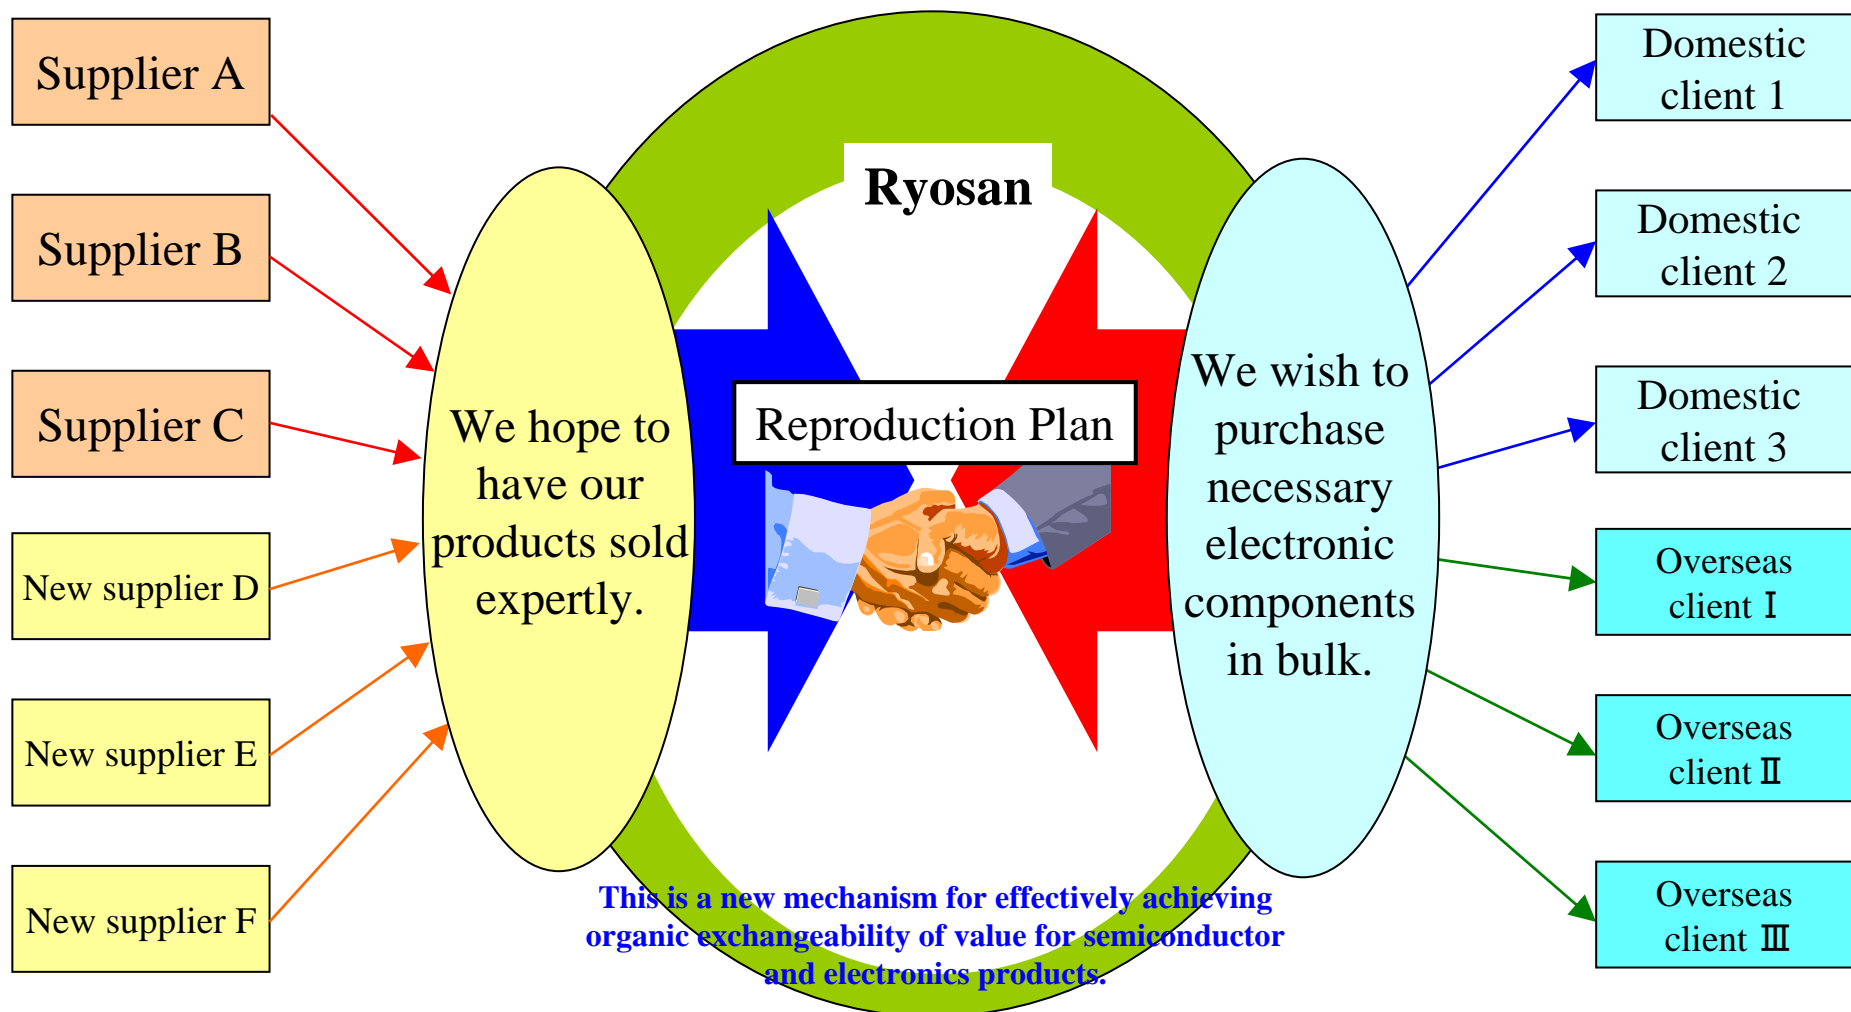 Supplier A
Supplier B
Supplier C
New supplier D
New supplier E
New supplier F
We hope to
have our
products sold
expertly.
Ryosan
Reproduction Plan
We wish to
purchase
necessary
electronic
components
in bulk.
This is a new mechanism for effectively achieving
organic exchangeability of value for semiconductor
and electronics products.
Domestic
client 1
Domestic
client 2
Domestic
client 3
Overseas
client Ⅰ
Overseas
client Ⅱ
Overseas
client Ⅲ